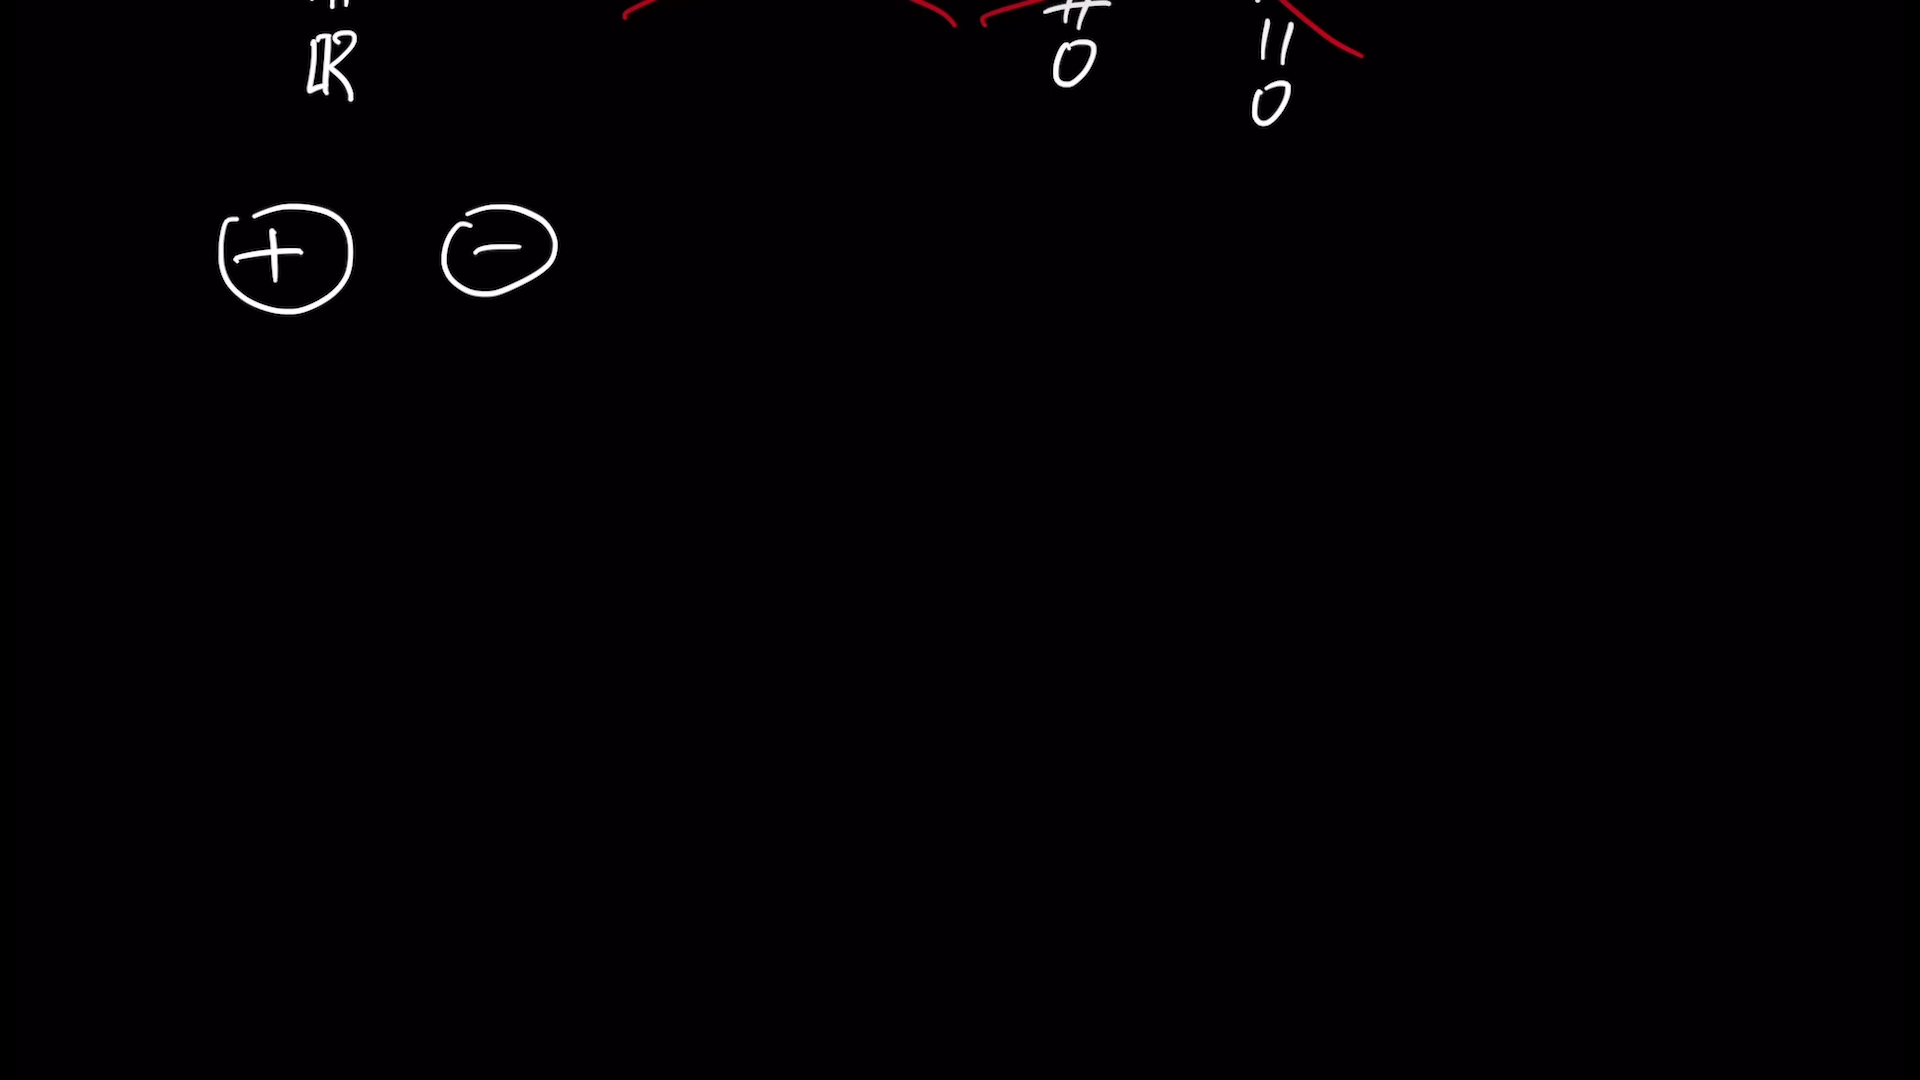 ℝ
≠ =
0 0
⊕ ⊖